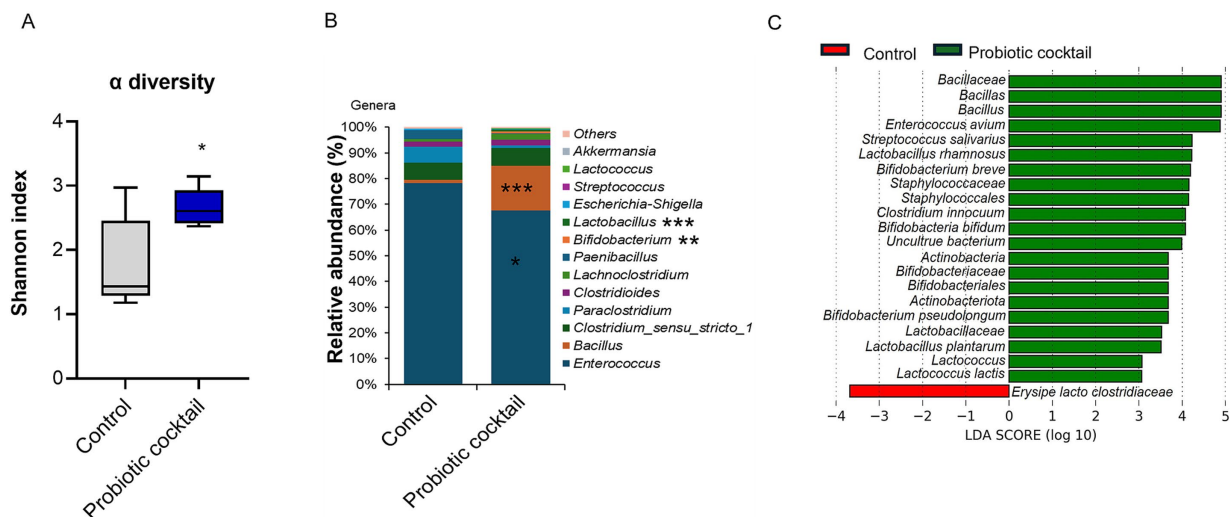 A
α diversity
Shannon index
4
3
2
1
0
*
Control
Probiotic cocktail
B
Genera
Relative abundance (%)
100%
90%
80%
70%
60%
50%
40%
30%
20%
10%
0%
***
*
Control
Probiotic cocktail
Others
Akkermansia
Lactococcus
Streptococcus
Escherichia-Shigella
Lactobacillus ***
Bifidobacterium **
Paenibacillus
Lachnoclostridium
Clostridioides
Paraclostridium
Clostridium_sensu_stricto_1
Bacillus
Enterococcus
C
Control
Probiotic cocktail
Bacillaceae
Bacillas
Bacillus
Enterococcus avium
Streptococcus salivarius
Lactobacillus rhamnosus
Bifidobacterium breve
Staphylococcaceae
Staphylococcales
Clostridium innocuum
Bifidobacteria bifidum
Uncultrue bacterium
Actinobacteria
Bifidobacteriaceae
Bifidobacteriales
Actinobacteriota
Bifidobacterium pseudolongum
Lactobacillaceae
Lactobacillus plantarum
Lactococcus
Lactococcus lactis
Erysipe lacto clostridiaceae
−4 −3 −2 −1 0 1 2 3 4 5
LDA SCORE (log 10)